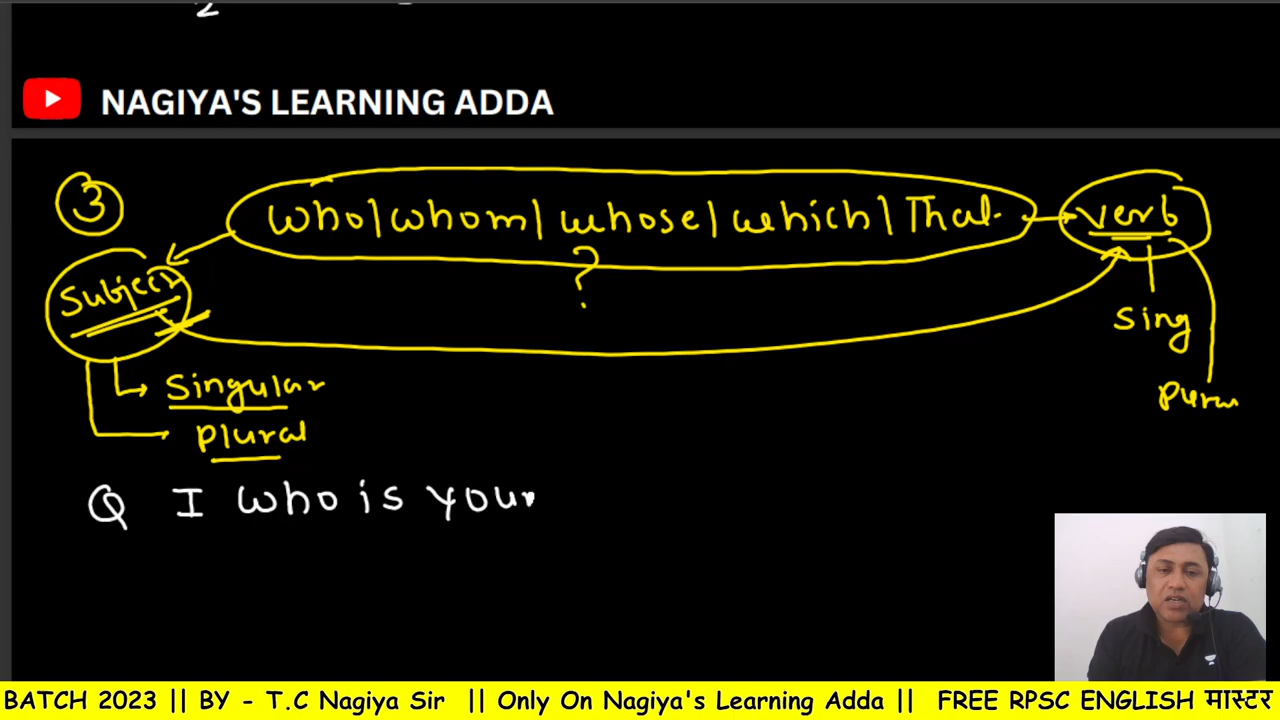 2
NAGIYA'S LEARNING ADDA
3
who|whom|whose|which|That
verb
?
Subject
Sing
Singular
Plural
Q I who is your
BATCH 2023 || BY - T.C Nagiya Sir || Only On Nagiya's Learning Adda || FREE RPSC ENGLISH मास्टर